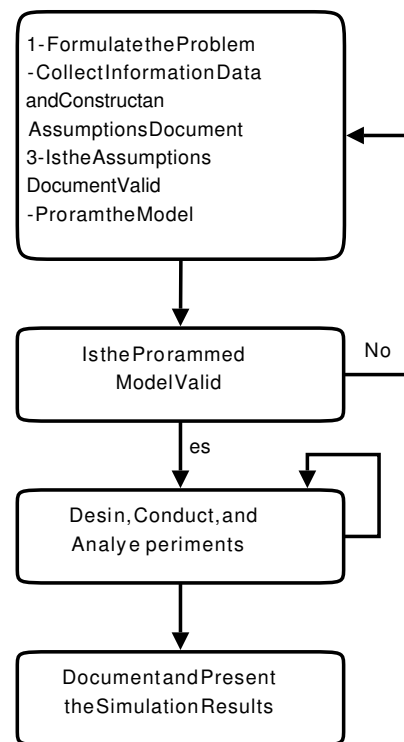 1-FormulatetheProblem
-CollectInformationData
andConstructan
AssumptionsDocument
3-IstheAssumptions
DocumentValid
-ProramtheModel
IstheProrammed
ModelValid
No
es
Desin,Conduct,and
Analye periments
DocumentandPresent
theSimulationResults